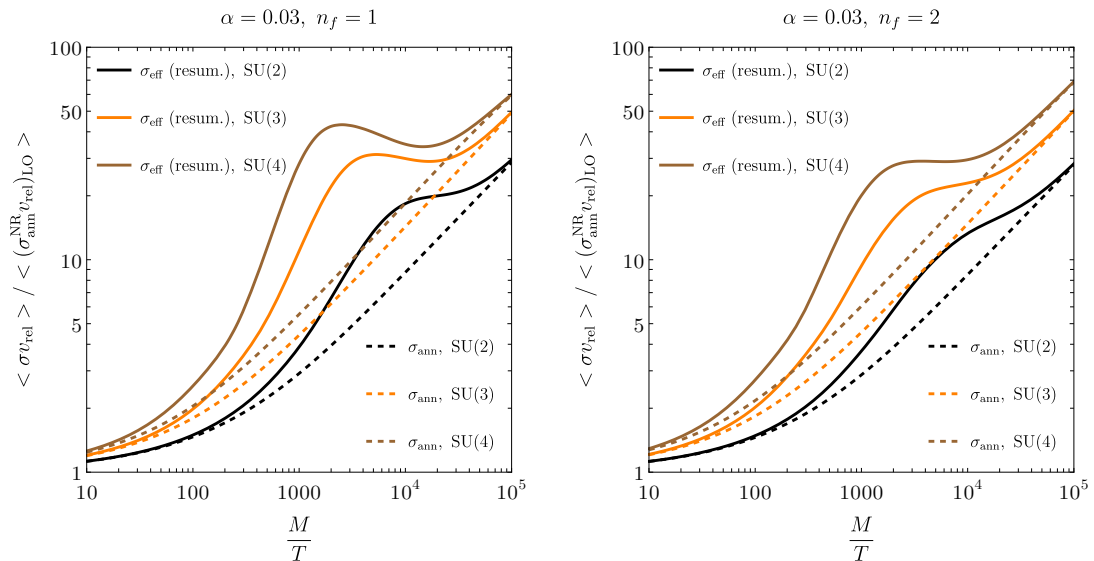 α = 0.03, n_f = 1
100
50
10
5
1
10
100
1000
10^4
10^5
< σv_rel > / < (σ_ann^NR v_rel)_LO >
M/T
σ_eff (resum.), SU(2)
σ_eff (resum.), SU(3)
σ_eff (resum.), SU(4)
σ_ann, SU(2)
σ_ann, SU(3)
σ_ann, SU(4)
α = 0.03, n_f = 2
100
50
10
5
1
10
100
1000
10^4
10^5
< σv_rel > / < (σ_ann^NR v_rel)_LO >
M/T
σ_eff (resum.), SU(2)
σ_eff (resum.), SU(3)
σ_eff (resum.), SU(4)
σ_ann, SU(2)
σ_ann, SU(3)
σ_ann, SU(4)